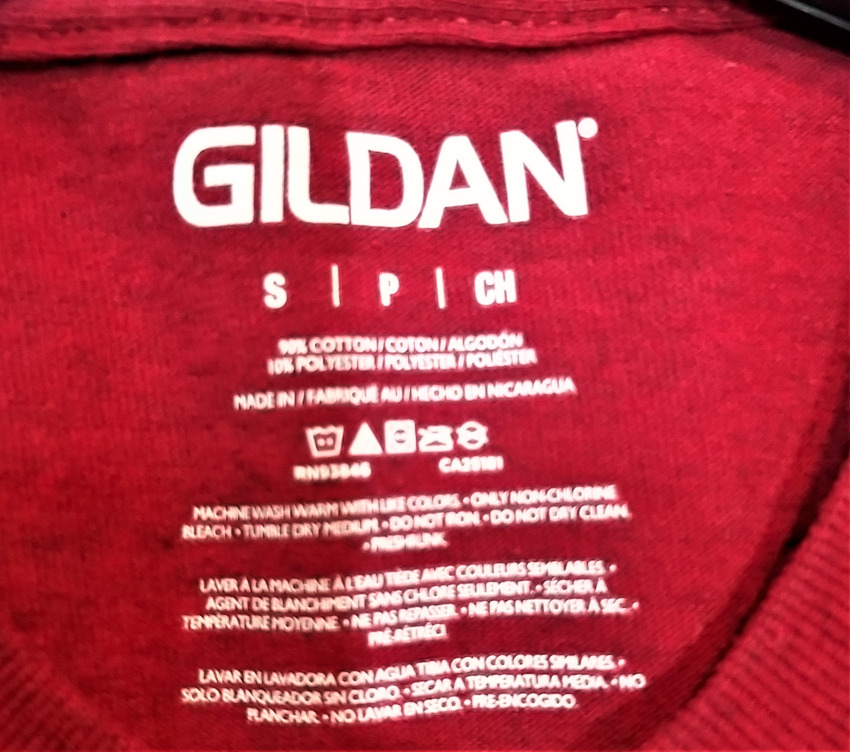 GILDAN®
S | P | CH
90% COTTON / COTON / ALGODÓN
10% POLYESTER / POLYESTER / POLIÉSTER
MADE IN / FABRIQUÉ AU / HECHO EN NICARAGUA
RN93846 CA28181
MACHINE WASH WARM WITH LIKE COLORS. • ONLY NON-CHLORINE
BLEACH • TUMBLE DRY MEDIUM. • DO NOT IRON. • DO NOT DRY CLEAN.
• PRESHRUNK.
LAVER À LA MACHINE À L'EAU TIÈDE AVEC COULEURS SEMBLABLES. •
AGENT DE BLANCHIMENT SANS CHLORE SEULEMENT. • SÉCHER À
TEMPÉRATURE MOYENNE. • NE PAS REPASSER. • NE PAS NETTOYER À SEC. •
PRÉ-RÉTRÉCI.
LAVAR EN LAVADORA CON AGUA TIBIA CON COLORES SIMILARES. •
SOLO BLANQUEADOR SIN CLORO. • SECAR A TEMPERATURA MEDIA. • NO
PLANCHAR. • NO LAVAR EN SECO. • PRE-ENCOGIDO.